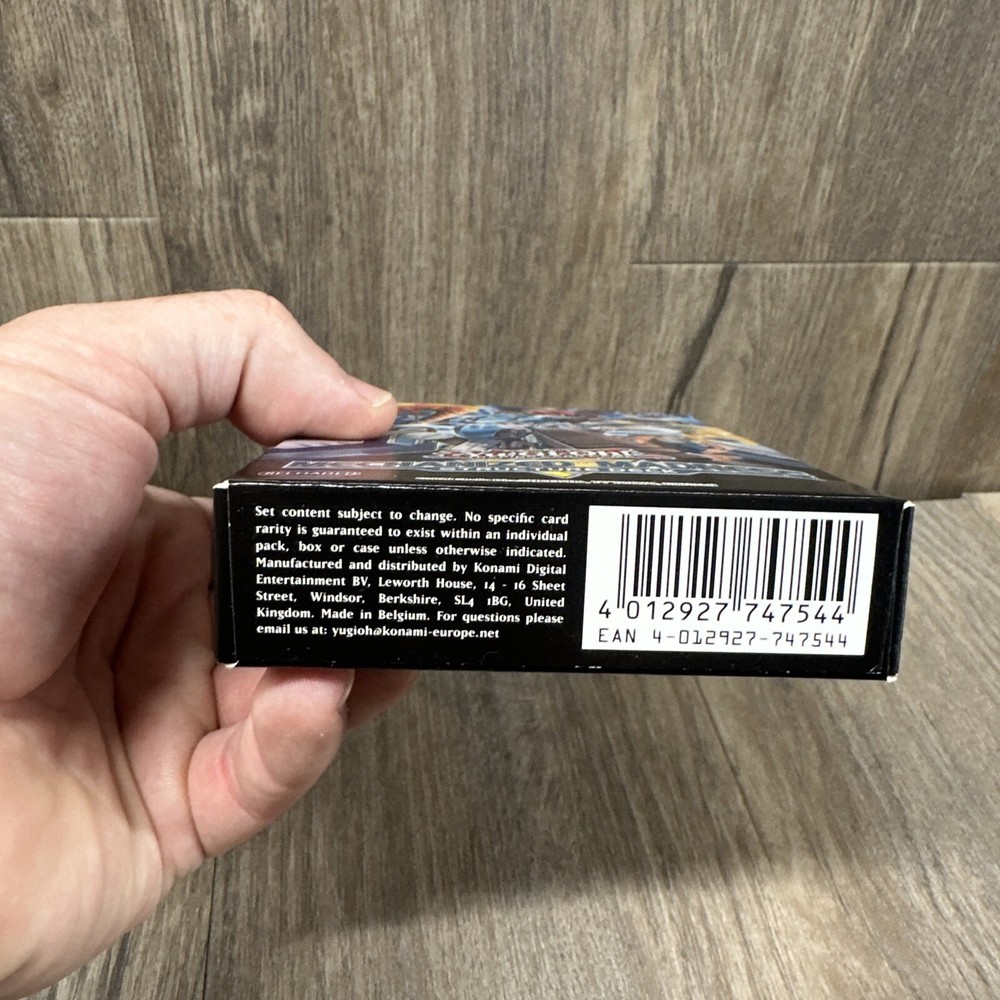 RELOADED
Set content subject to change. No specific card
rarity is guaranteed to exist within an individual
pack, box or case unless otherwise indicated.
Manufactured and distributed by Konami Digital
Entertainment BV, Leworth House, 14 - 16 Sheet
Street, Windsor, Berkshire, SL4 1BG, United
Kingdom. Made in Belgium. For questions please
email us at: yugioh@konami-europe.net
4 012927 747544
EAN 4-012927-747544